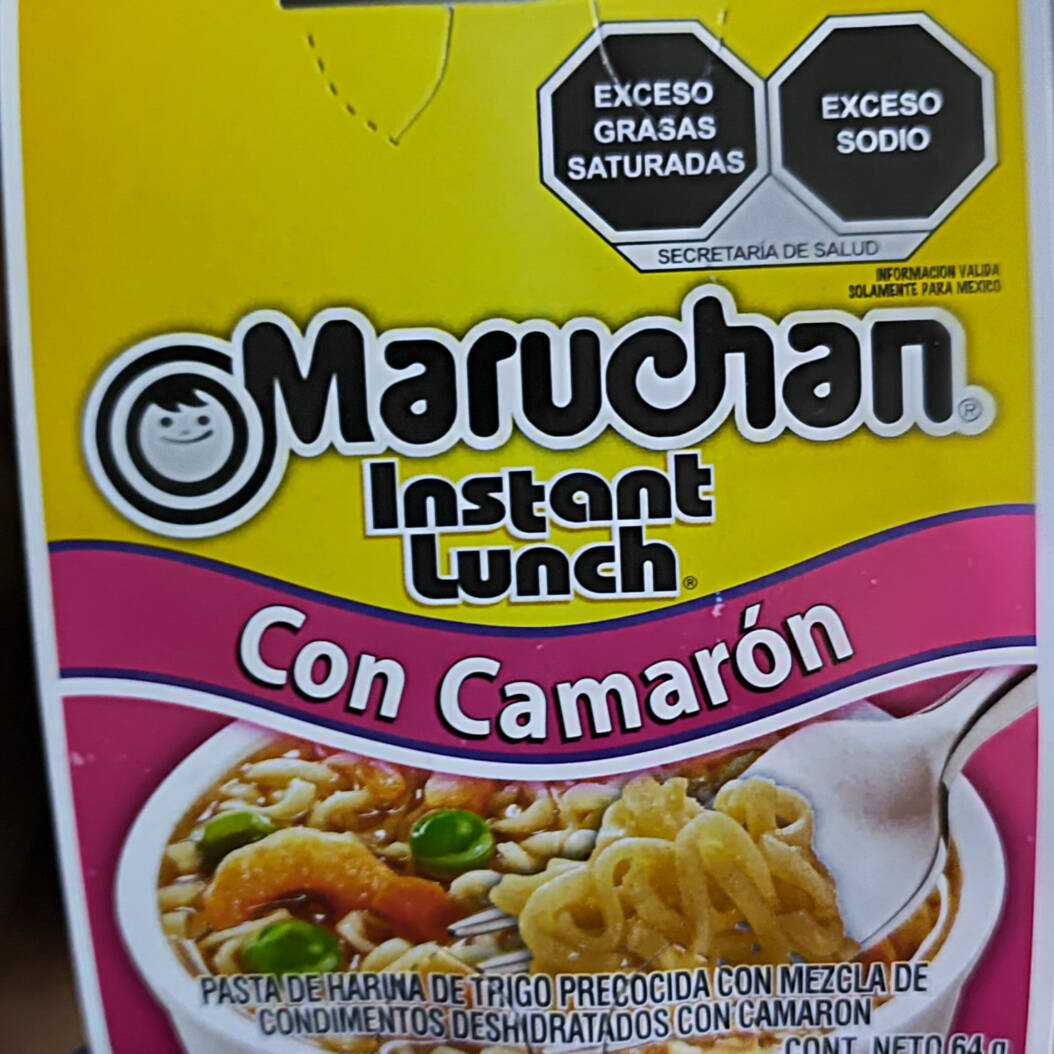 EXCESO
GRASAS
SATURADAS
EXCESO
SODIO
SECRETARÍA DE SALUD
INFORMACION VALIDA
SOLAMENTE PARA MEXICO
Maruchan®
Instant
Lunch®
Con Camarón
PASTA DE HARINA DE TRIGO PRECOCIDA CON MEZCLA DE
CONDIMENTOS DESHIDRATADOS CON CAMARON
CONT. NETO 64 g